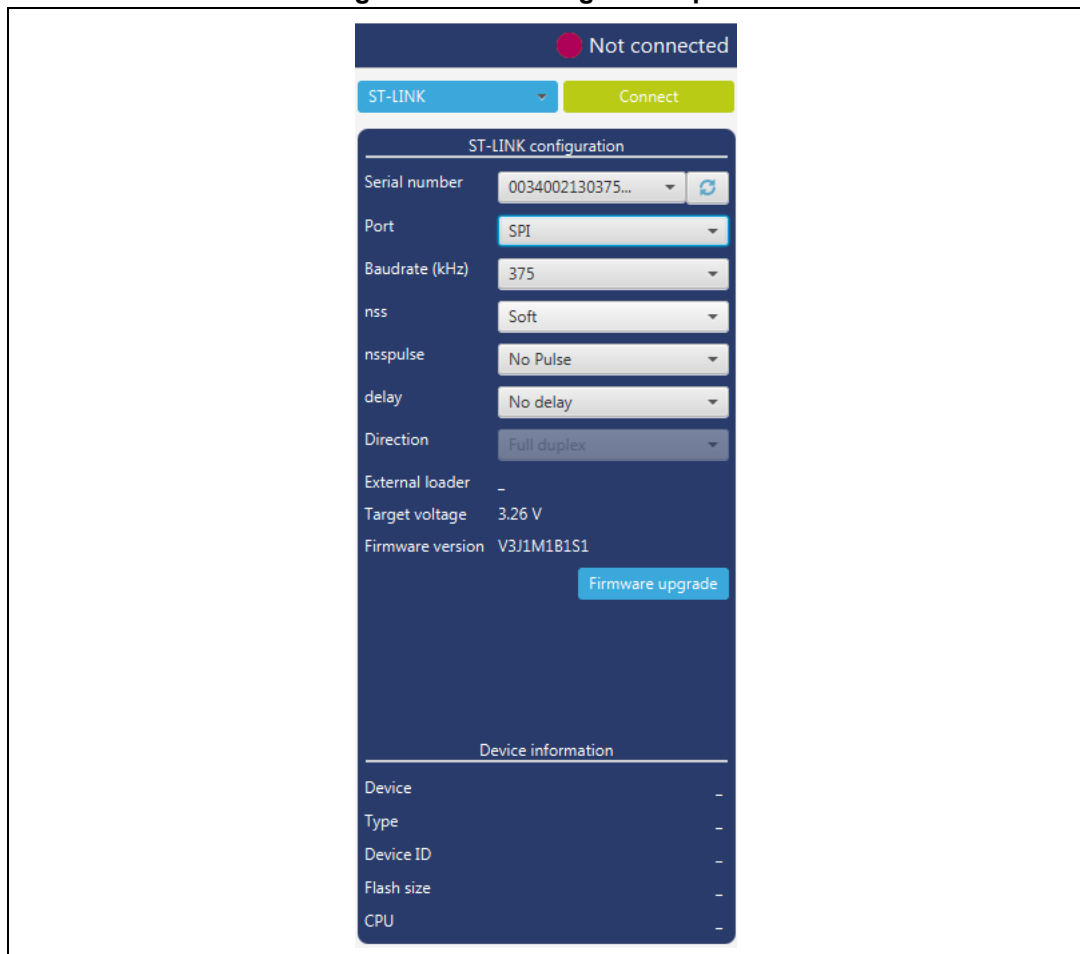 Not connected
ST-LINK Connect
ST-LINK configuration
Serial number 0034002130375...
Port SPI
Baudrate (kHz) 375
nss Soft
nsspulse No Pulse
delay No delay
Direction Full duplex
External loader _
Target voltage 3.26 V
Firmware version V3J1M1B1S1
Firmware upgrade
Device information
Device _
Type _
Device ID _
Flash size _
CPU _